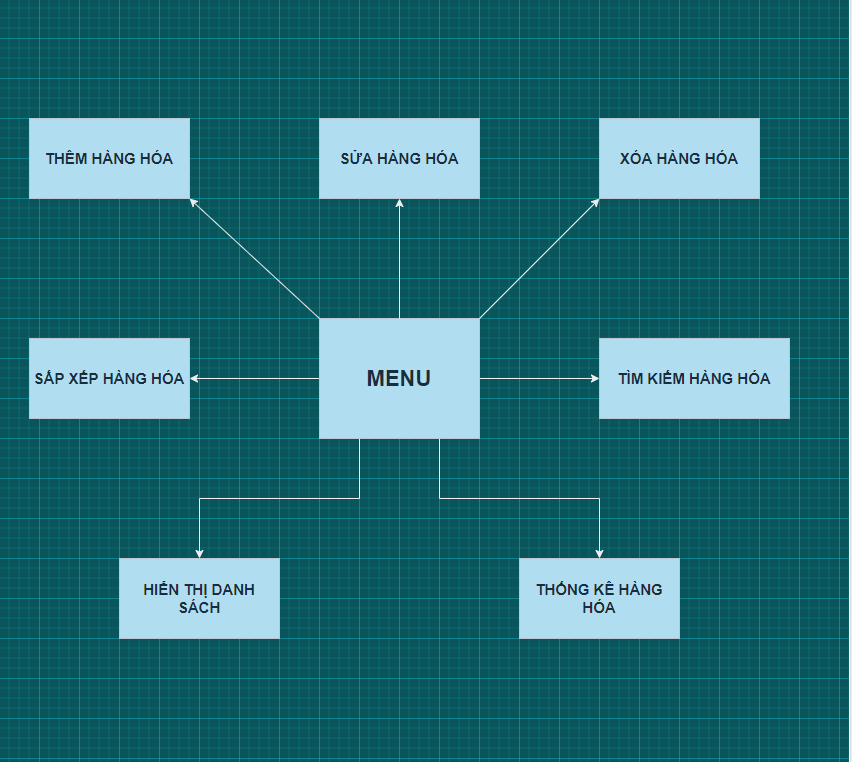 THÊM HÀNG HÓA
SỬA HÀNG HÓA
XÓA HÀNG HÓA
SẮP XẾP HÀNG HÓA
MENU
TÌM KIẾM HÀNG HÓA
HIỂN THỊ DANH
SÁCH
THỐNG KÊ HÀNG
HÓA